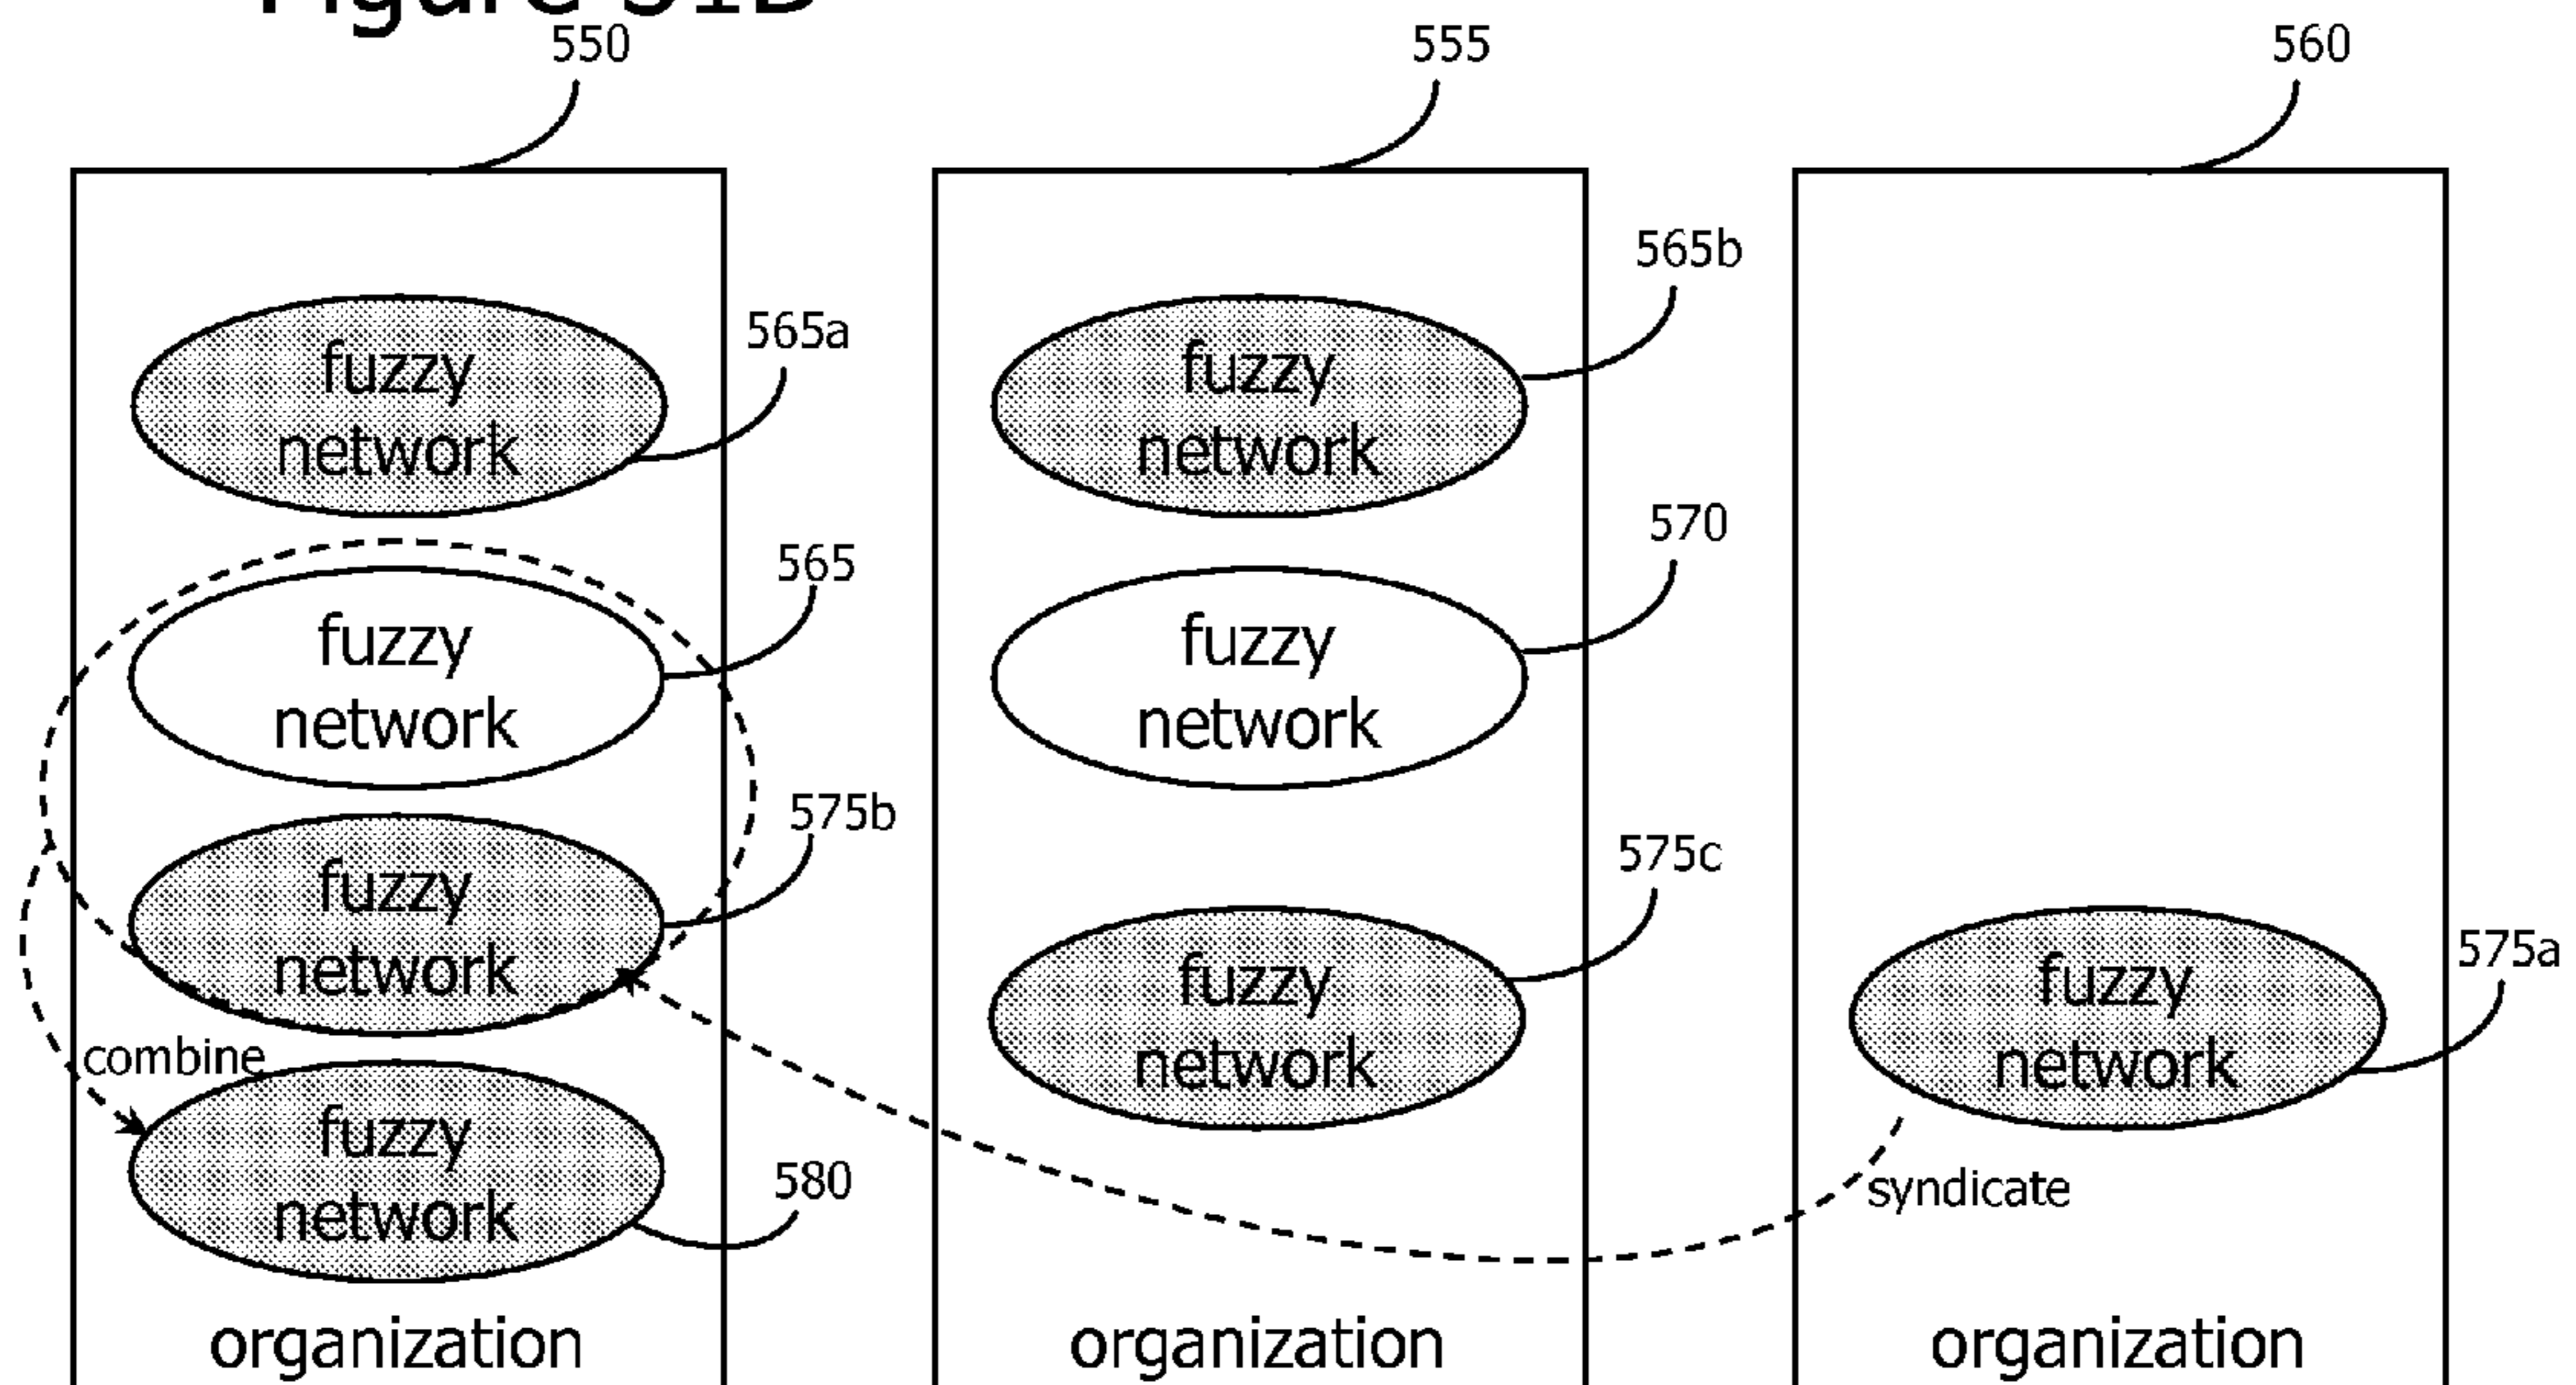 550
555
560
fuzzy
network
565a
fuzzy
network
565b
fuzzy
network
565
fuzzy
network
570
fuzzy
network
575b
fuzzy
network
575c
fuzzy
network
575a
combine
fuzzy
network
580
syndicate
organization
organization
organization